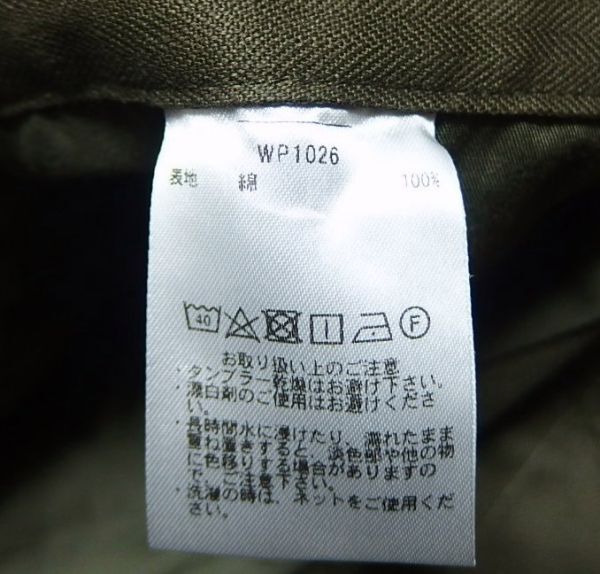 WP1026
表地 綿 100%
40 F
お取り扱い上のご注意
・タンブラー乾燥はお避け下さい。
・漂白剤のご使用はお避けくださ
い。
・長時間水に浸けたり、濡れたまま
重ね置きすると、淡色部や他の物
に色移りする場合がありますの
で、ご注意下さい。
・洗濯の時は、ネットをご使用くだ
さい。